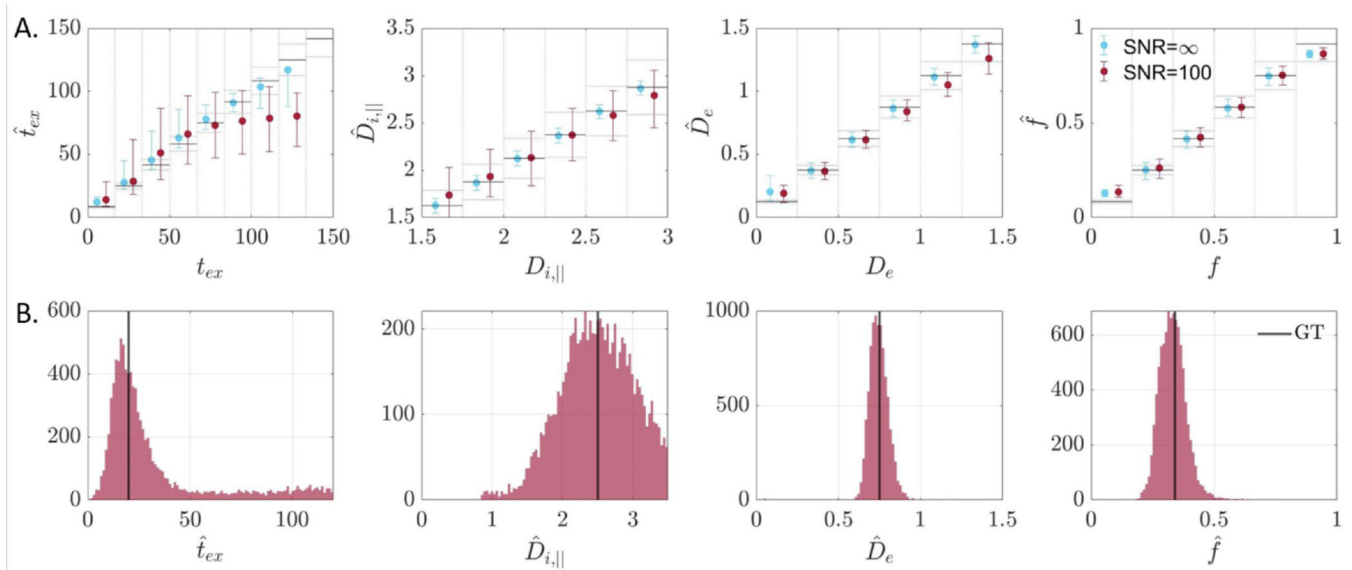 A.
150
100
50
0
0 50 100 150
t̂ex
tex
3.5
3
2.5
2
1.5
1.5 2 2.5 3
D̂i,||
Di,||
1.5
1
0.5
0
0 0.5 1 1.5
D̂e
De
1
0.5
0
0 0.5 1
f̂
f
SNR=∞
SNR=100
B.
600
400
200
0
0 50 100
t̂ex
200
100
0
0 1 2 3
D̂i,||
1000
500
0
0 0.5 1 1.5
D̂e
600
400
200
0
0 0.5 1
f̂
GT